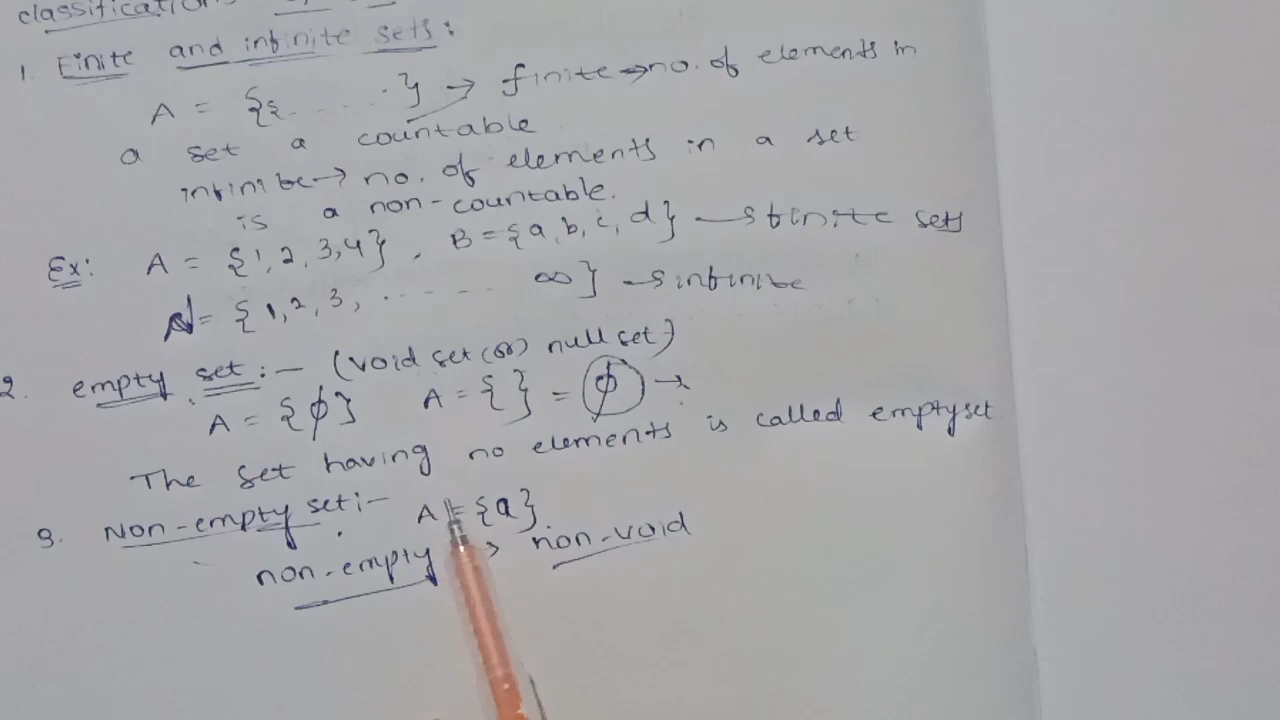 classifications
1. Finite and infinite sets:
A = {ξ.....} → finite → no. of elements in
a set a countable
infinite → no. of elements in a set
is a non-countable.
Ex: A = {1, 2, 3, 4}, B = {a, b, c, d} → finite sets
N = {1, 2, 3, ........ ∞} → infinite
2. empty set :- (void set (or) null set)
A = {ϕ} A = { } = ϕ →
The set having no elements is called emptyset
3. Non-empty set :- A = {a}.
non-empty, non-void